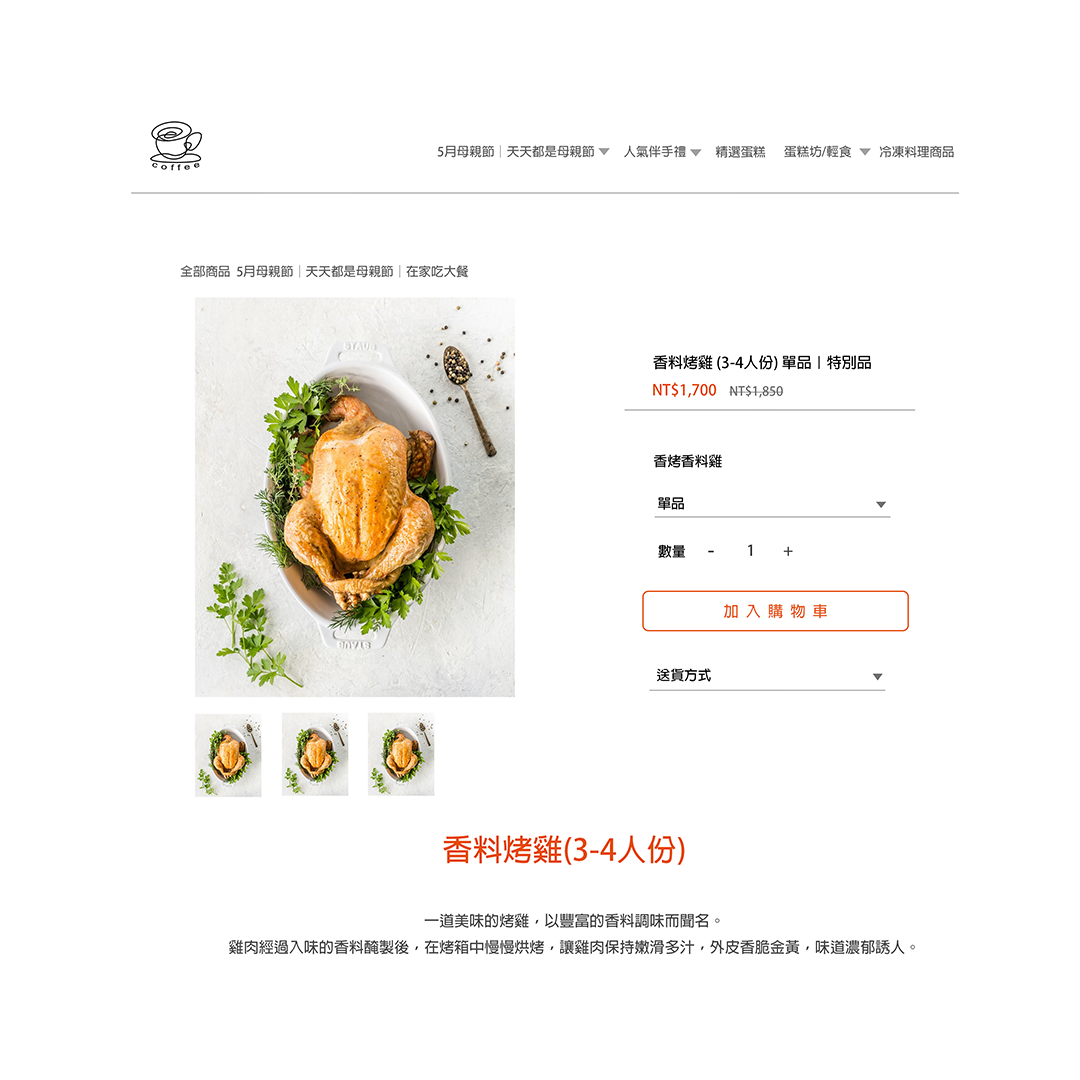 coffee
5月母親節｜天天都是母親節 人氣伴手禮 精選蛋糕 蛋糕坊/輕食 冷凍料理商品
全部商品 5月母親節｜天天都是母親節｜在家吃大餐
STAUB
STAUB
香料烤雞 (3-4人份) 單品｜特別品
NT$1,700 NT$1,850
香烤香料雞
單品
數量 - 1 +
加入購物車
送貨方式
香料烤雞(3-4人份)
一道美味的烤雞，以豐富的香料調味而聞名。
雞肉經過入味的香料醃製後，在烤箱中慢慢烘烤，讓雞肉保持嫩滑多汁，外皮香脆金黃，味道濃郁誘人。